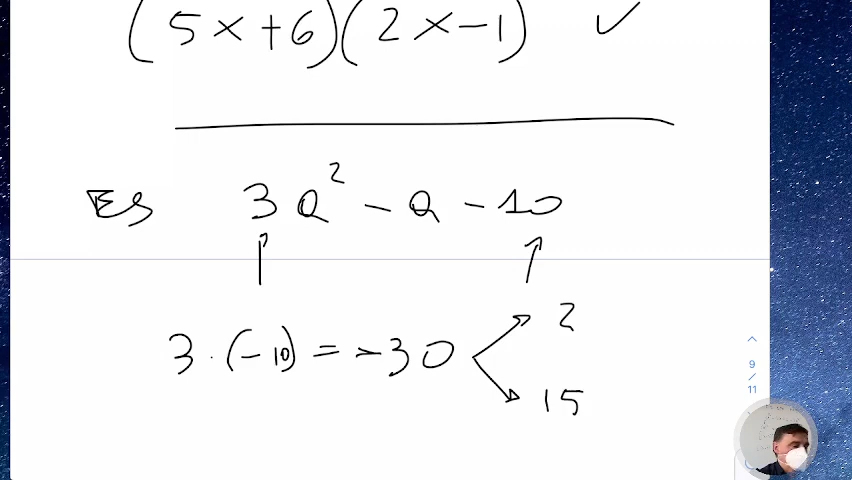 (5x+6)(2x-1) ✓
ES 3a² - a - 10
3·(-10) = -30
2
15
9
/
11